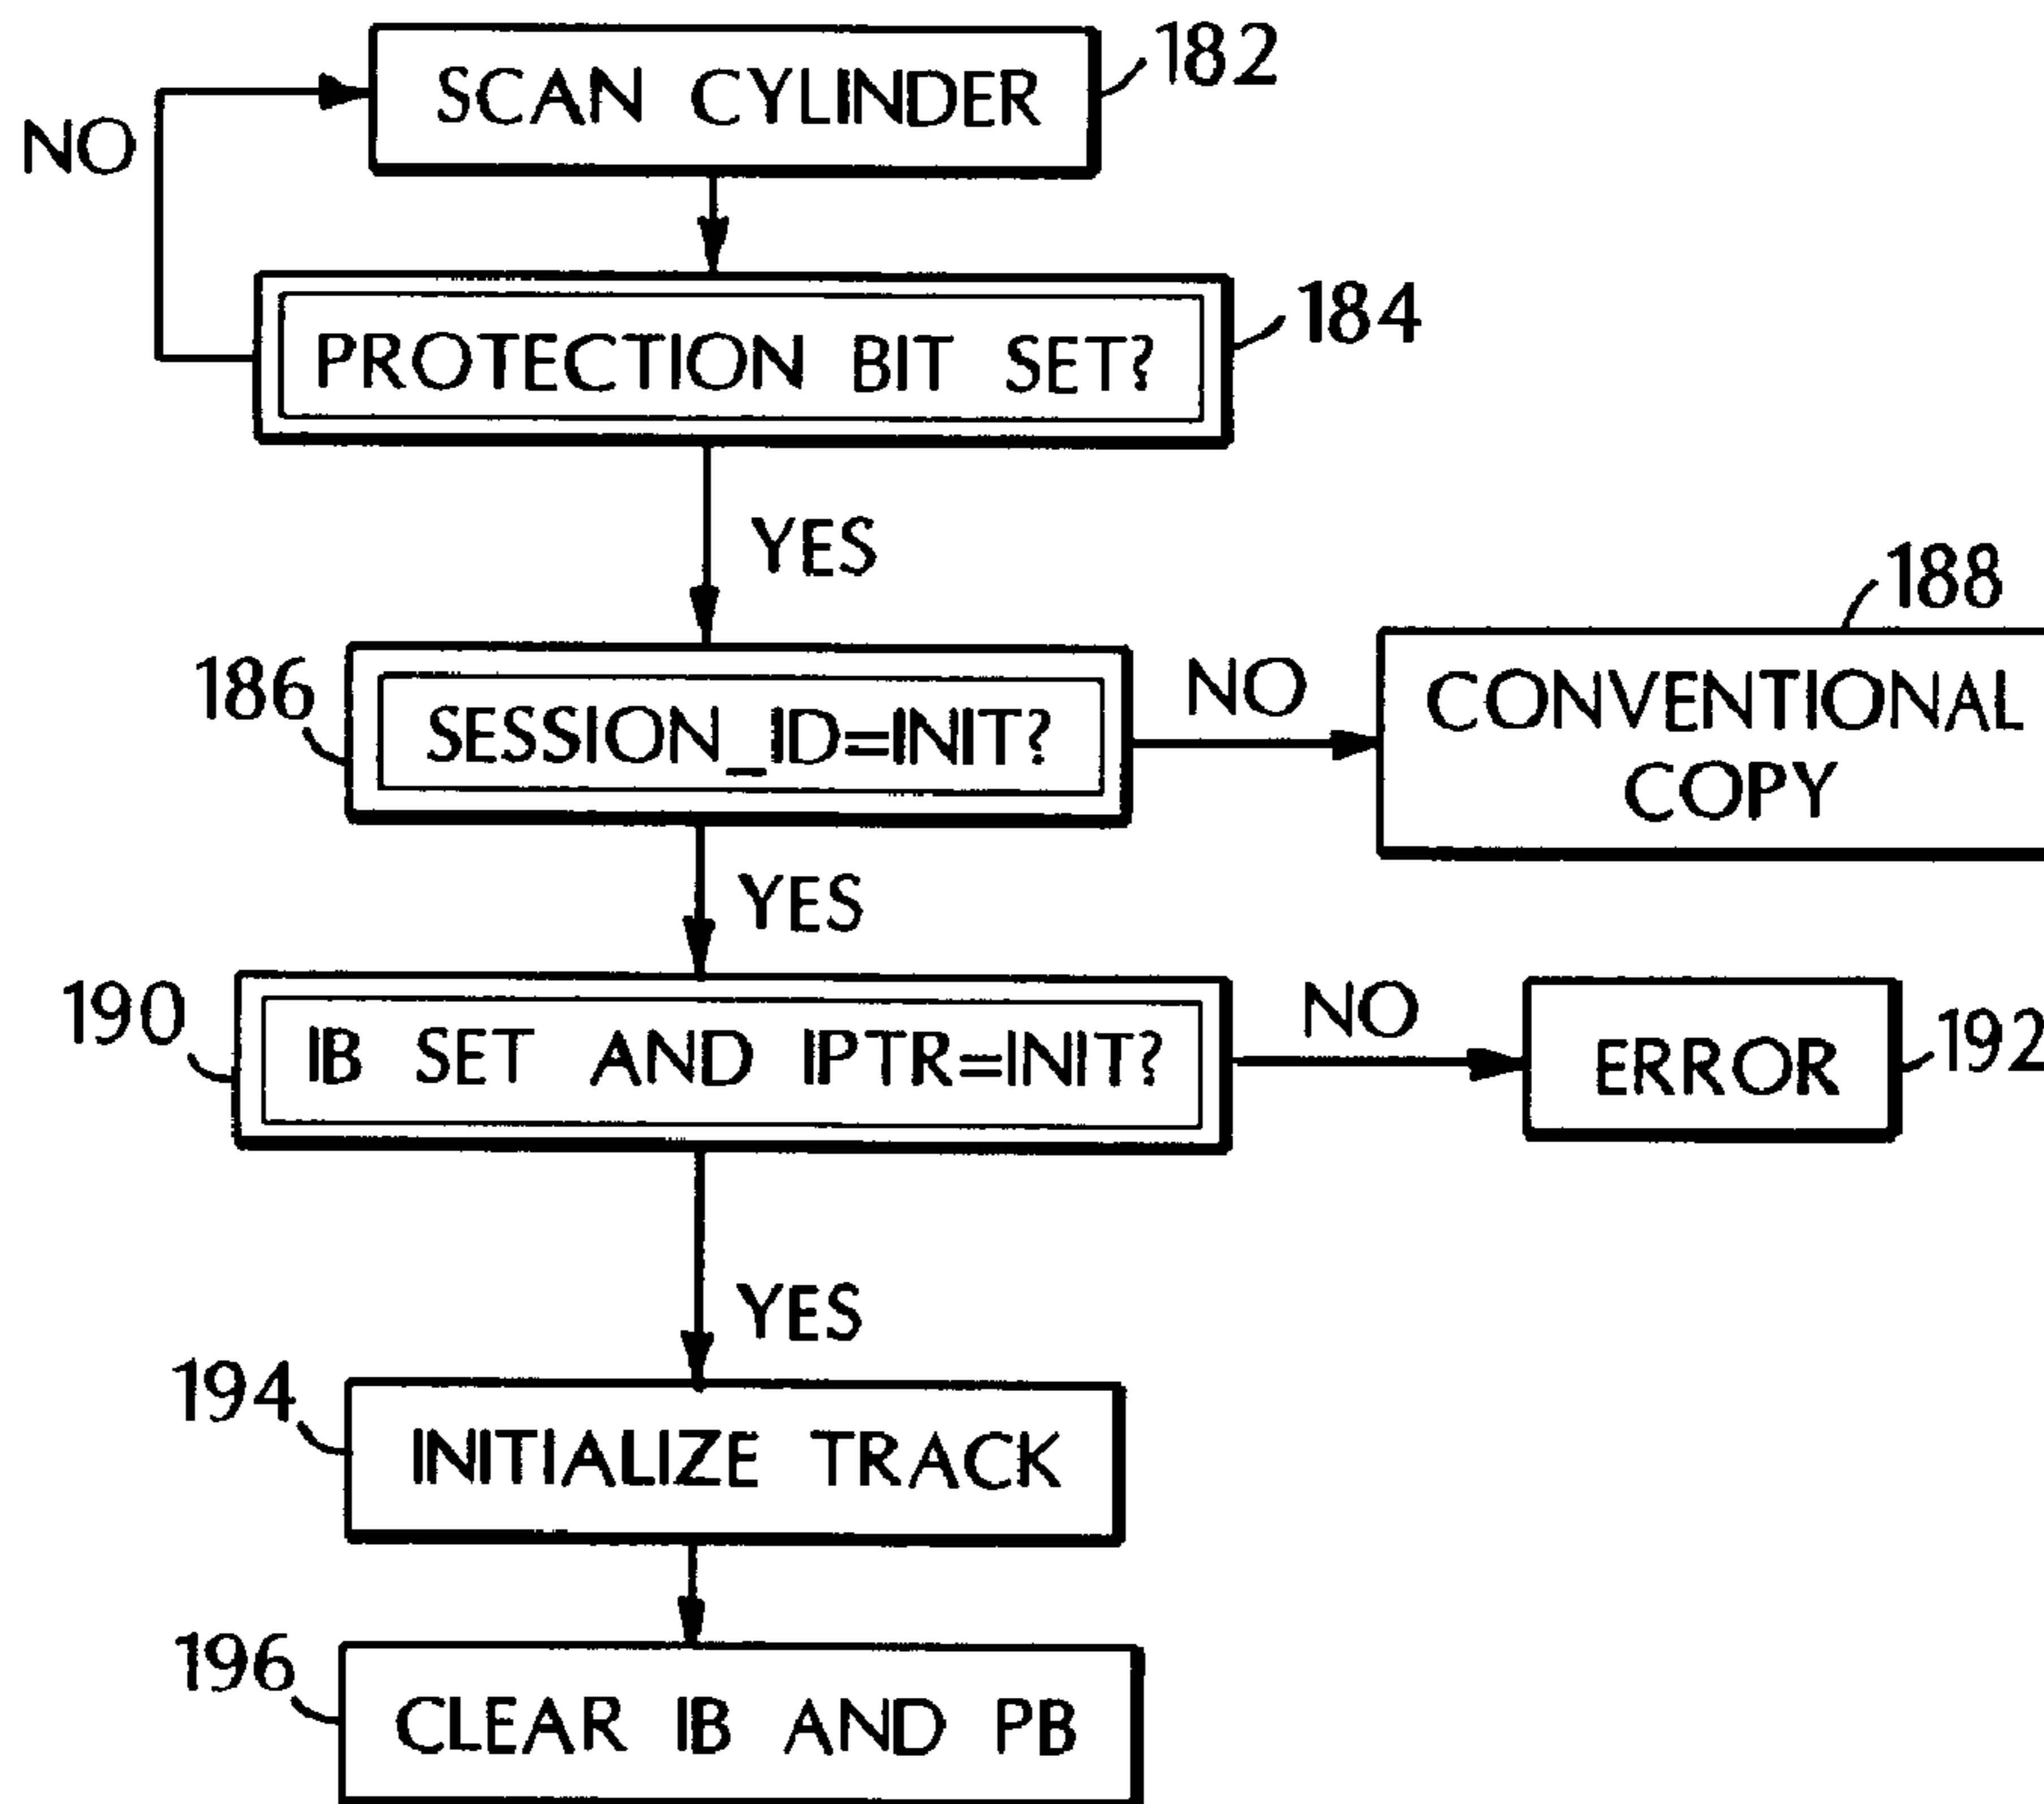 SCAN CYLINDER
182
NO
PROTECTION BIT SET?
184
YES
188
186
SESSION_ID=INIT?
NO
CONVENTIONAL
COPY
YES
190
IB SET AND IPTR=INIT?
NO
ERROR
192
YES
194
INITIALIZE TRACK
196
CLEAR IB AND PB